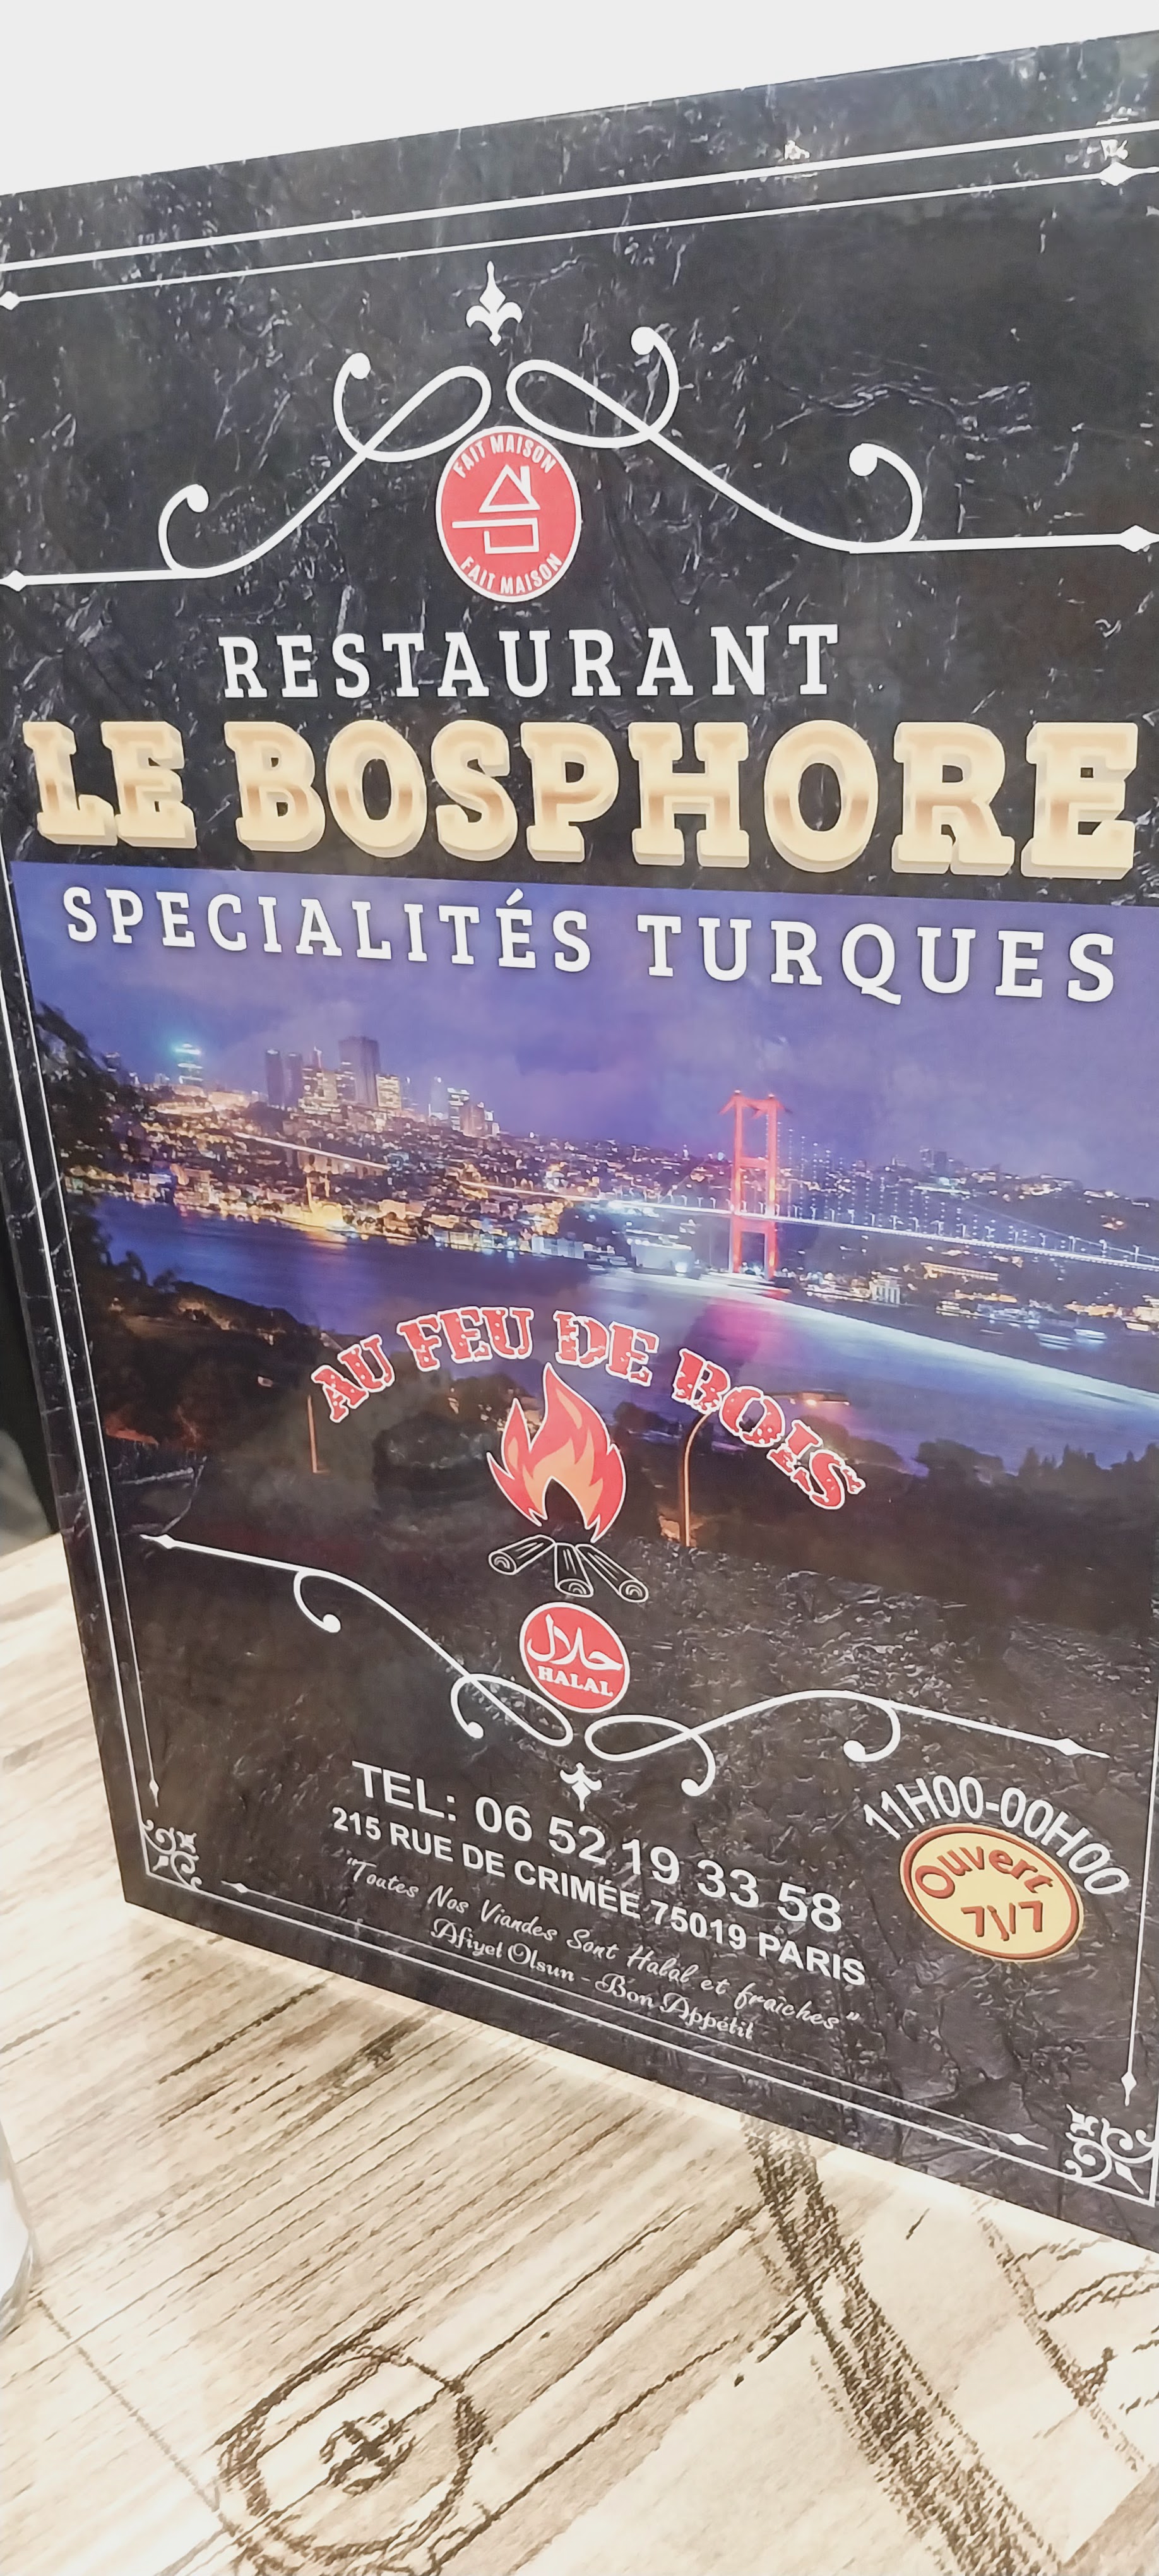 FAIT MAISON
FAIT MAISON
RESTAURANT
LE BOSPHORE
SPECIALITÉS TURQUES
AU FEU DE BOIS
حلال
HALAL
TEL: 06 52 19 33 58
215 RUE DE CRIMÉE 75019 PARIS
"Toutes Nos Viandes Sont Halal et fraîches"
Afiyet Olsun - Bon Appétit
11H00-00H00
Ouvert
7J/7